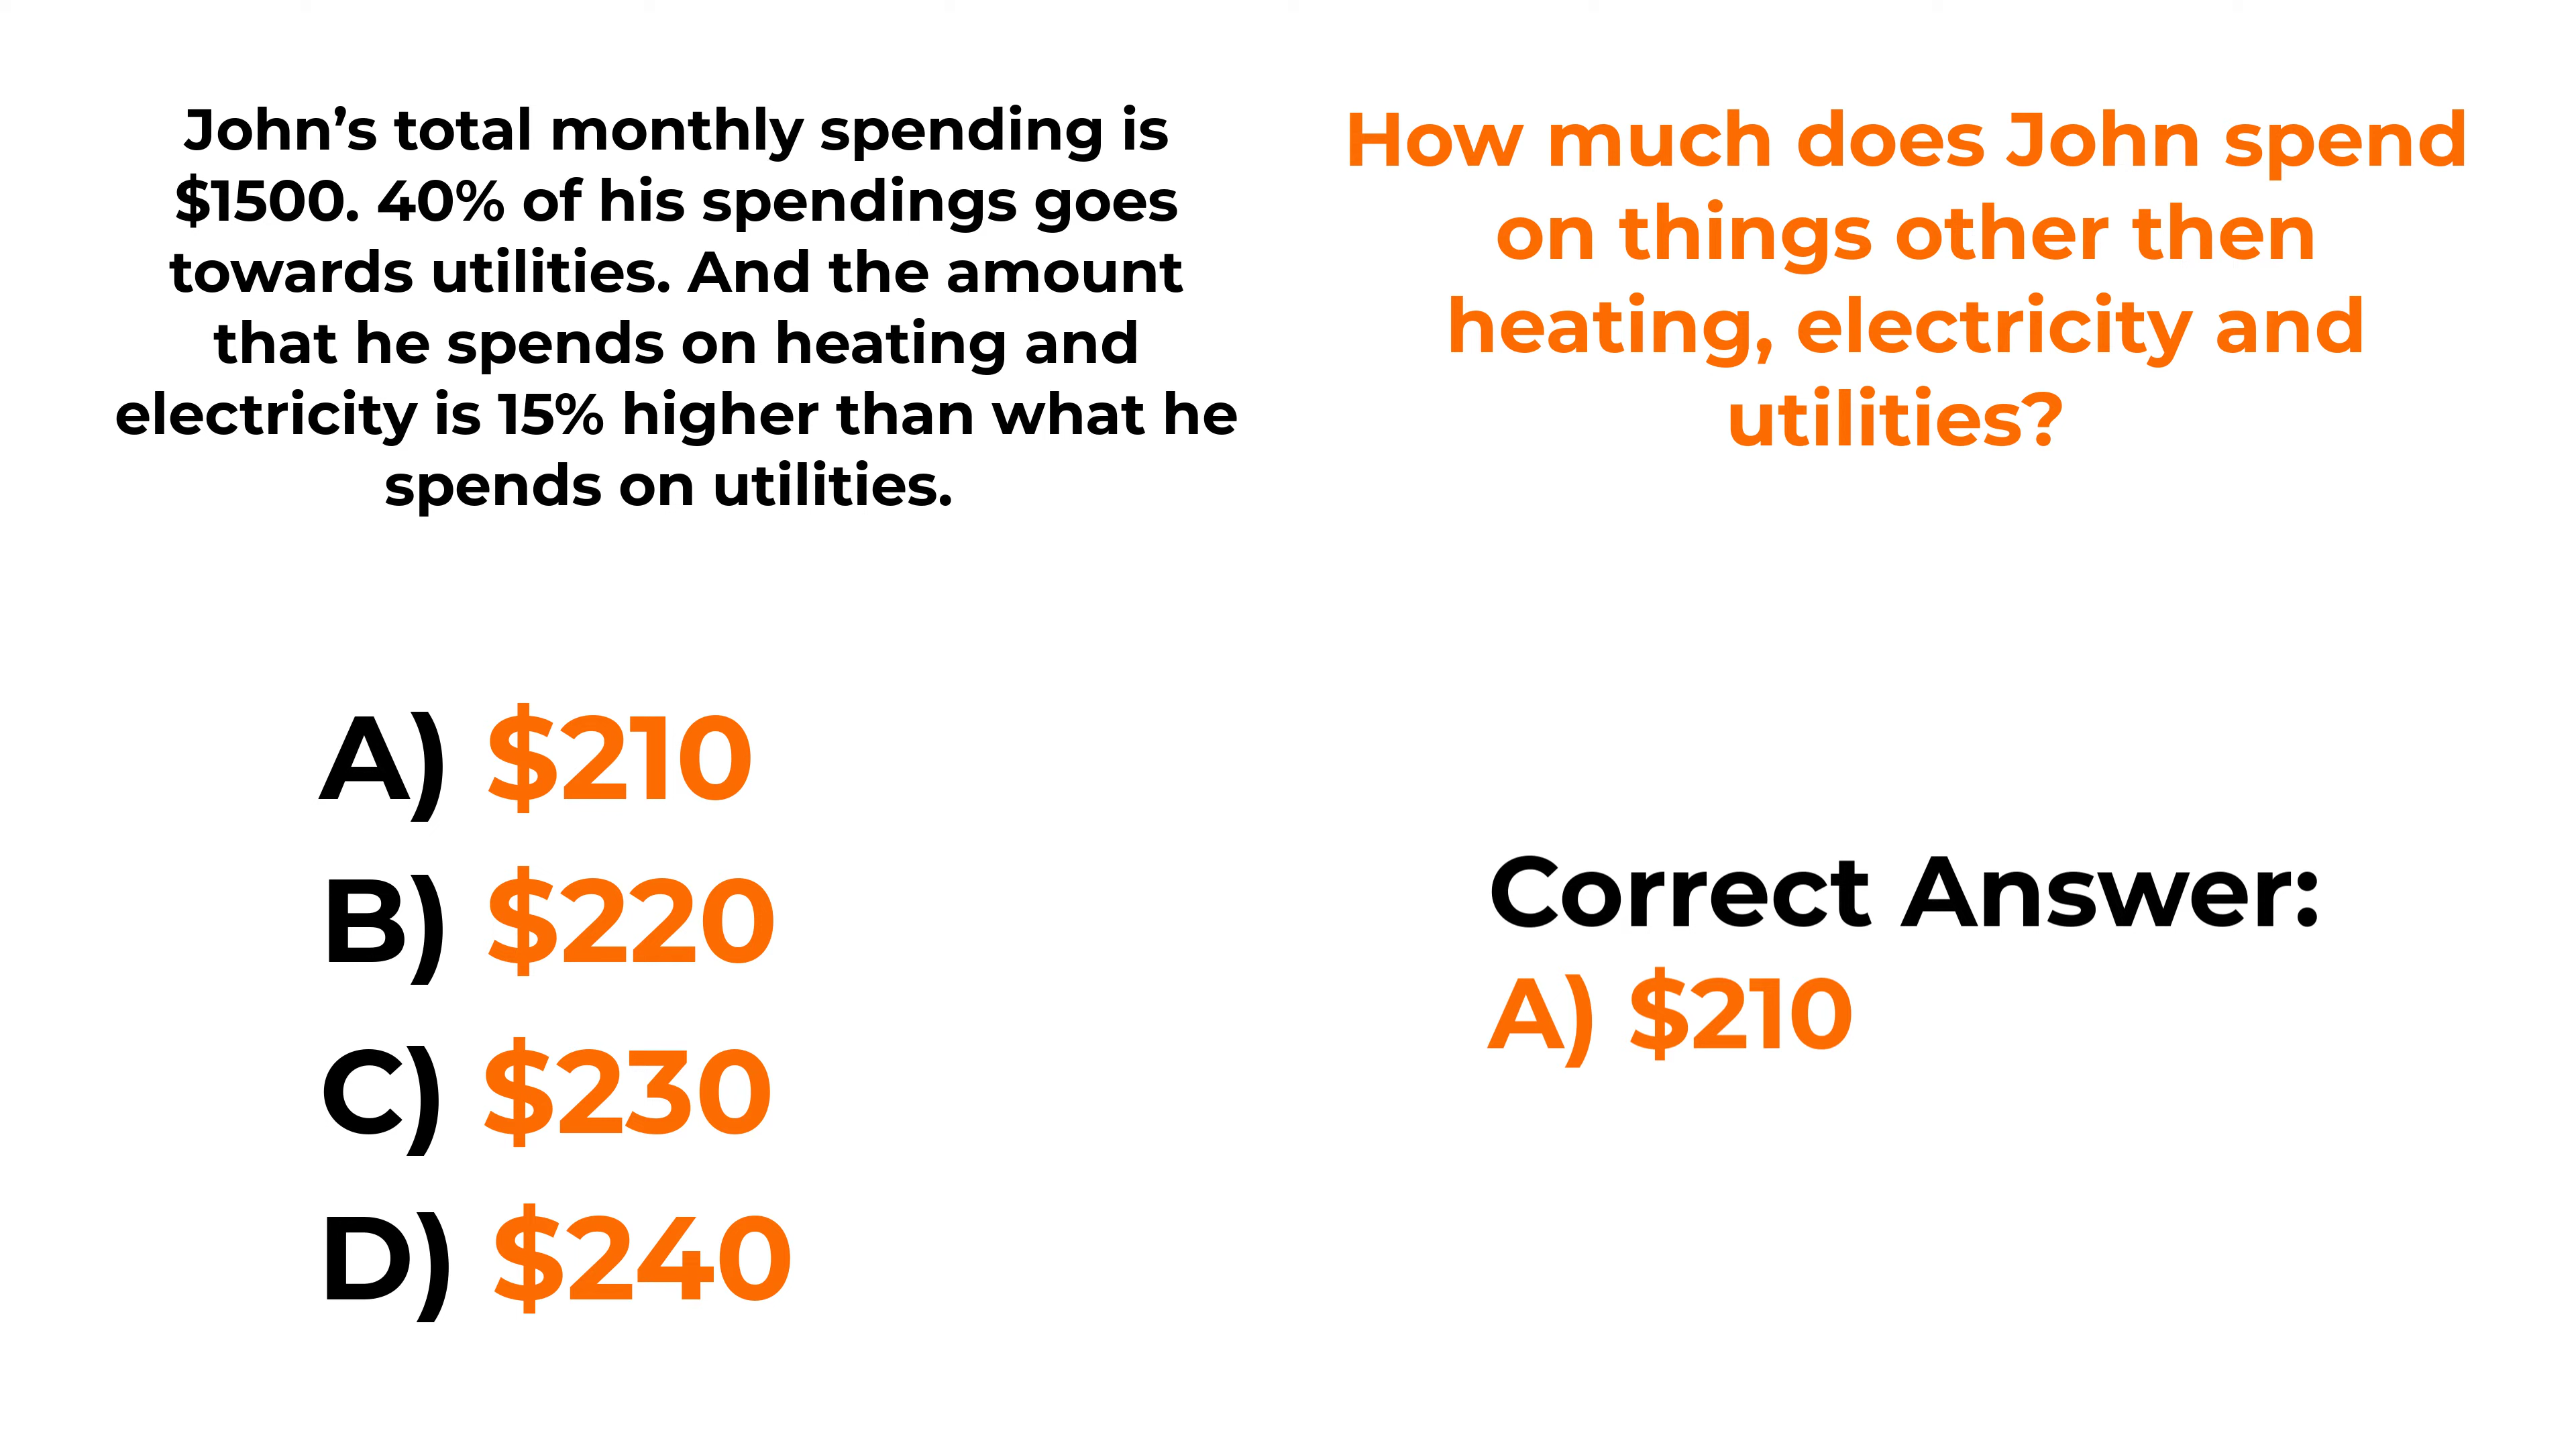 John’s total monthly spending is
$1500. 40% of his spendings goes
towards utilities. And the amount
that he spends on heating and
electricity is 15% higher than what he
spends on utilities.
How much does John spend
on things other then
heating, electricity and
utilities?
A) $210
B) $220
C) $230
D) $240
Correct Answer:
A) $210